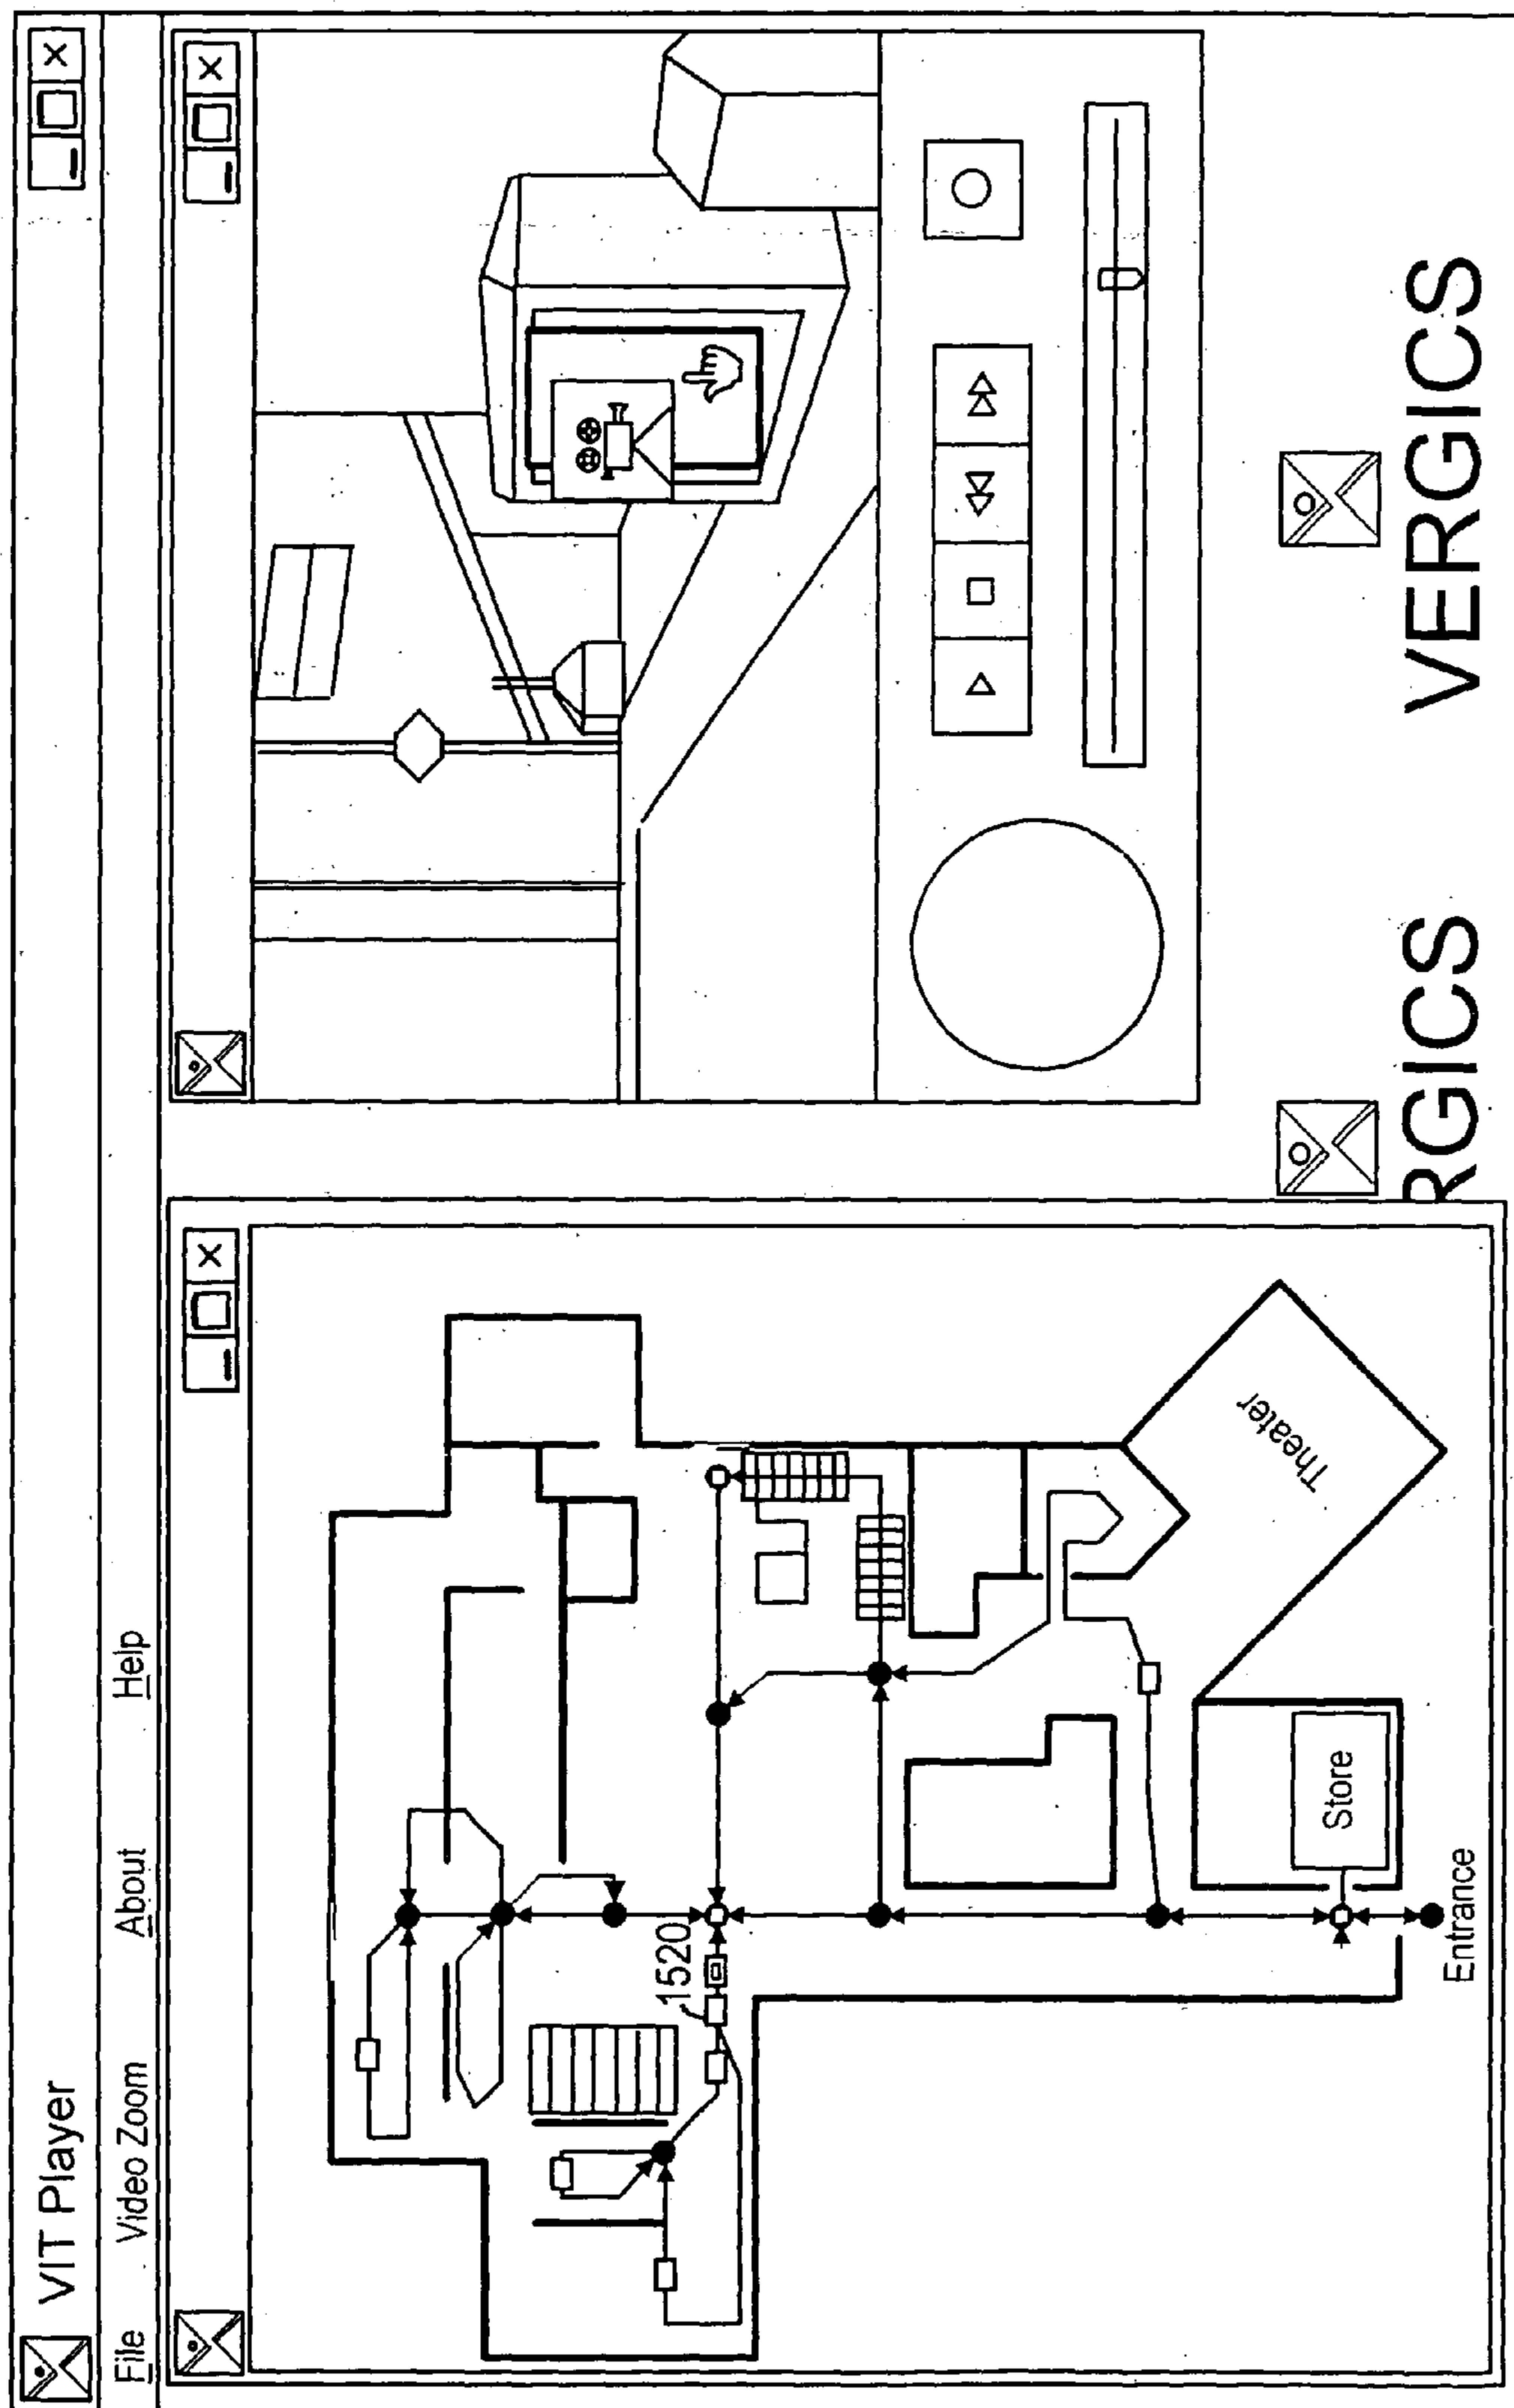 VIT Player
File Video Zoom About Help
1520
Theater
Store
Entrance
RGICS VERGICS